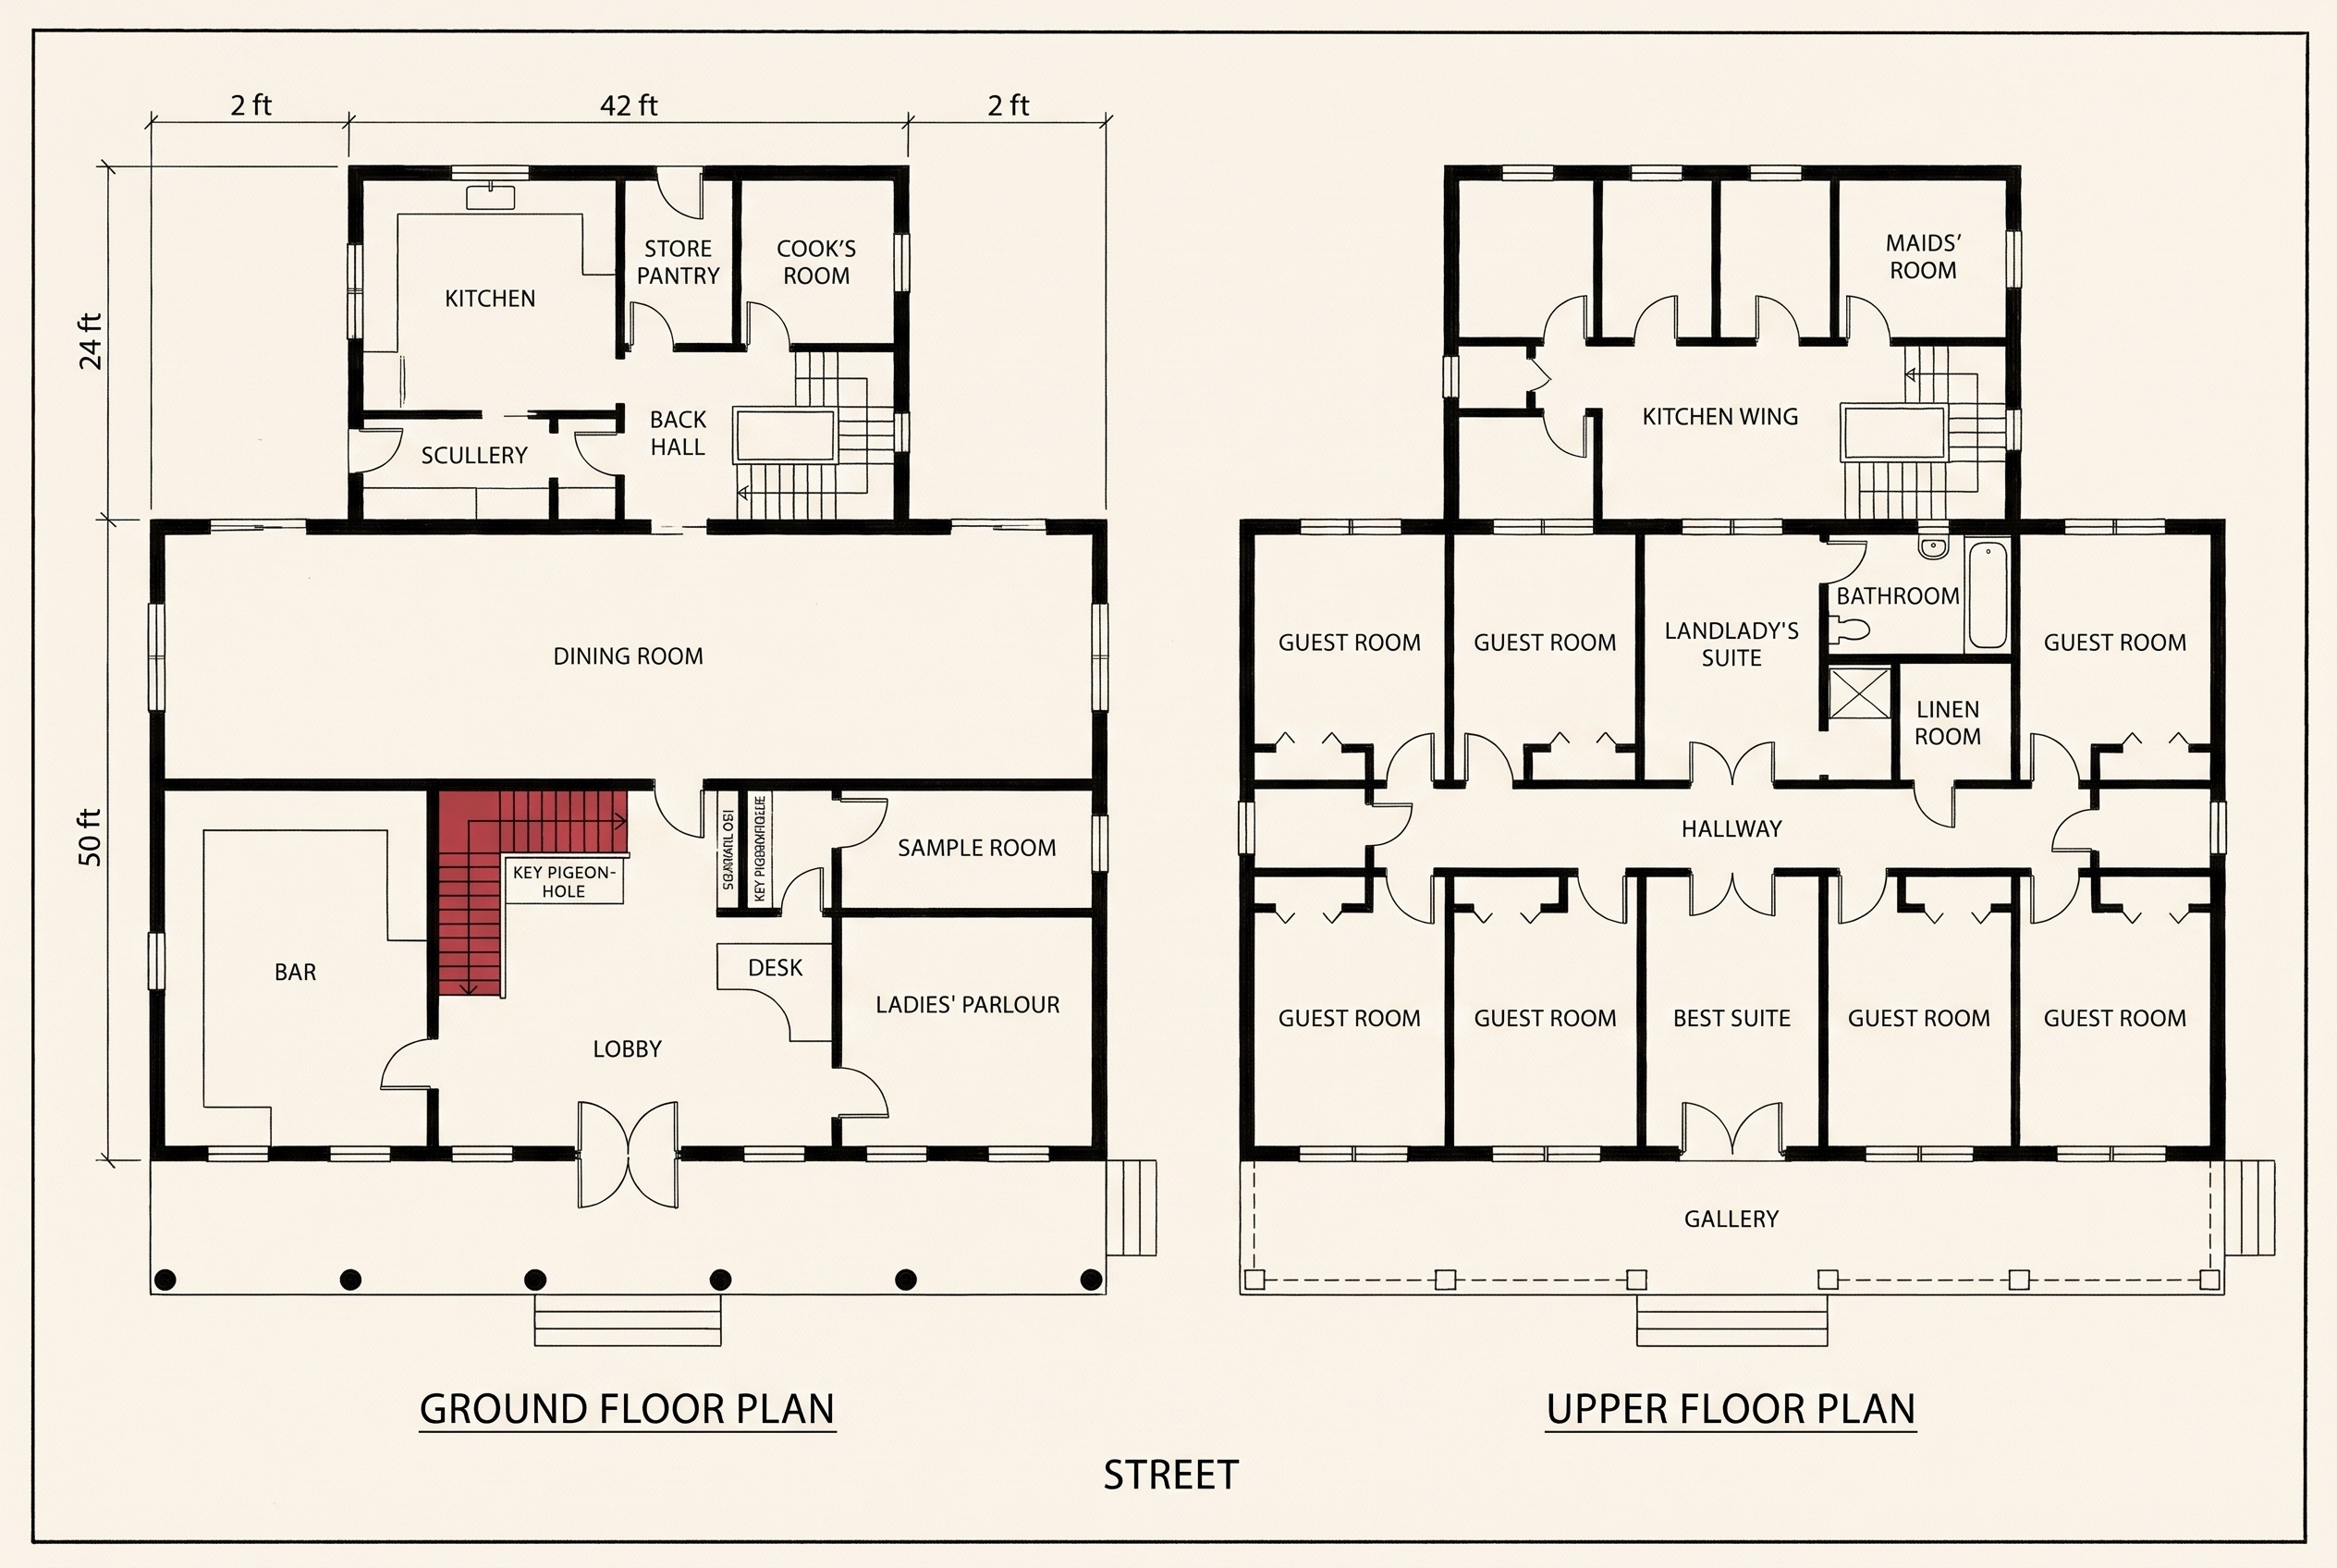 2 ft
42 ft
2 ft
24 ft
50 ft
KITCHEN
STORE
PANTRY
COOK'S
ROOM
SCULLERY
BACK
HALL
DINING ROOM
BAR
KEY PIGEON-
HOLE
SAMPLE ROOM
DESK
LADIES' PARLOUR
LOBBY
GROUND FLOOR PLAN
MAIDS'
ROOM
KITCHEN WING
GUEST ROOM
GUEST ROOM
LANDLADY'S
SUITE
BATHROOM
LINEN
ROOM
GUEST ROOM
HALLWAY
GUEST ROOM
GUEST ROOM
BEST SUITE
GUEST ROOM
GUEST ROOM
GALLERY
UPPER FLOOR PLAN
STREET